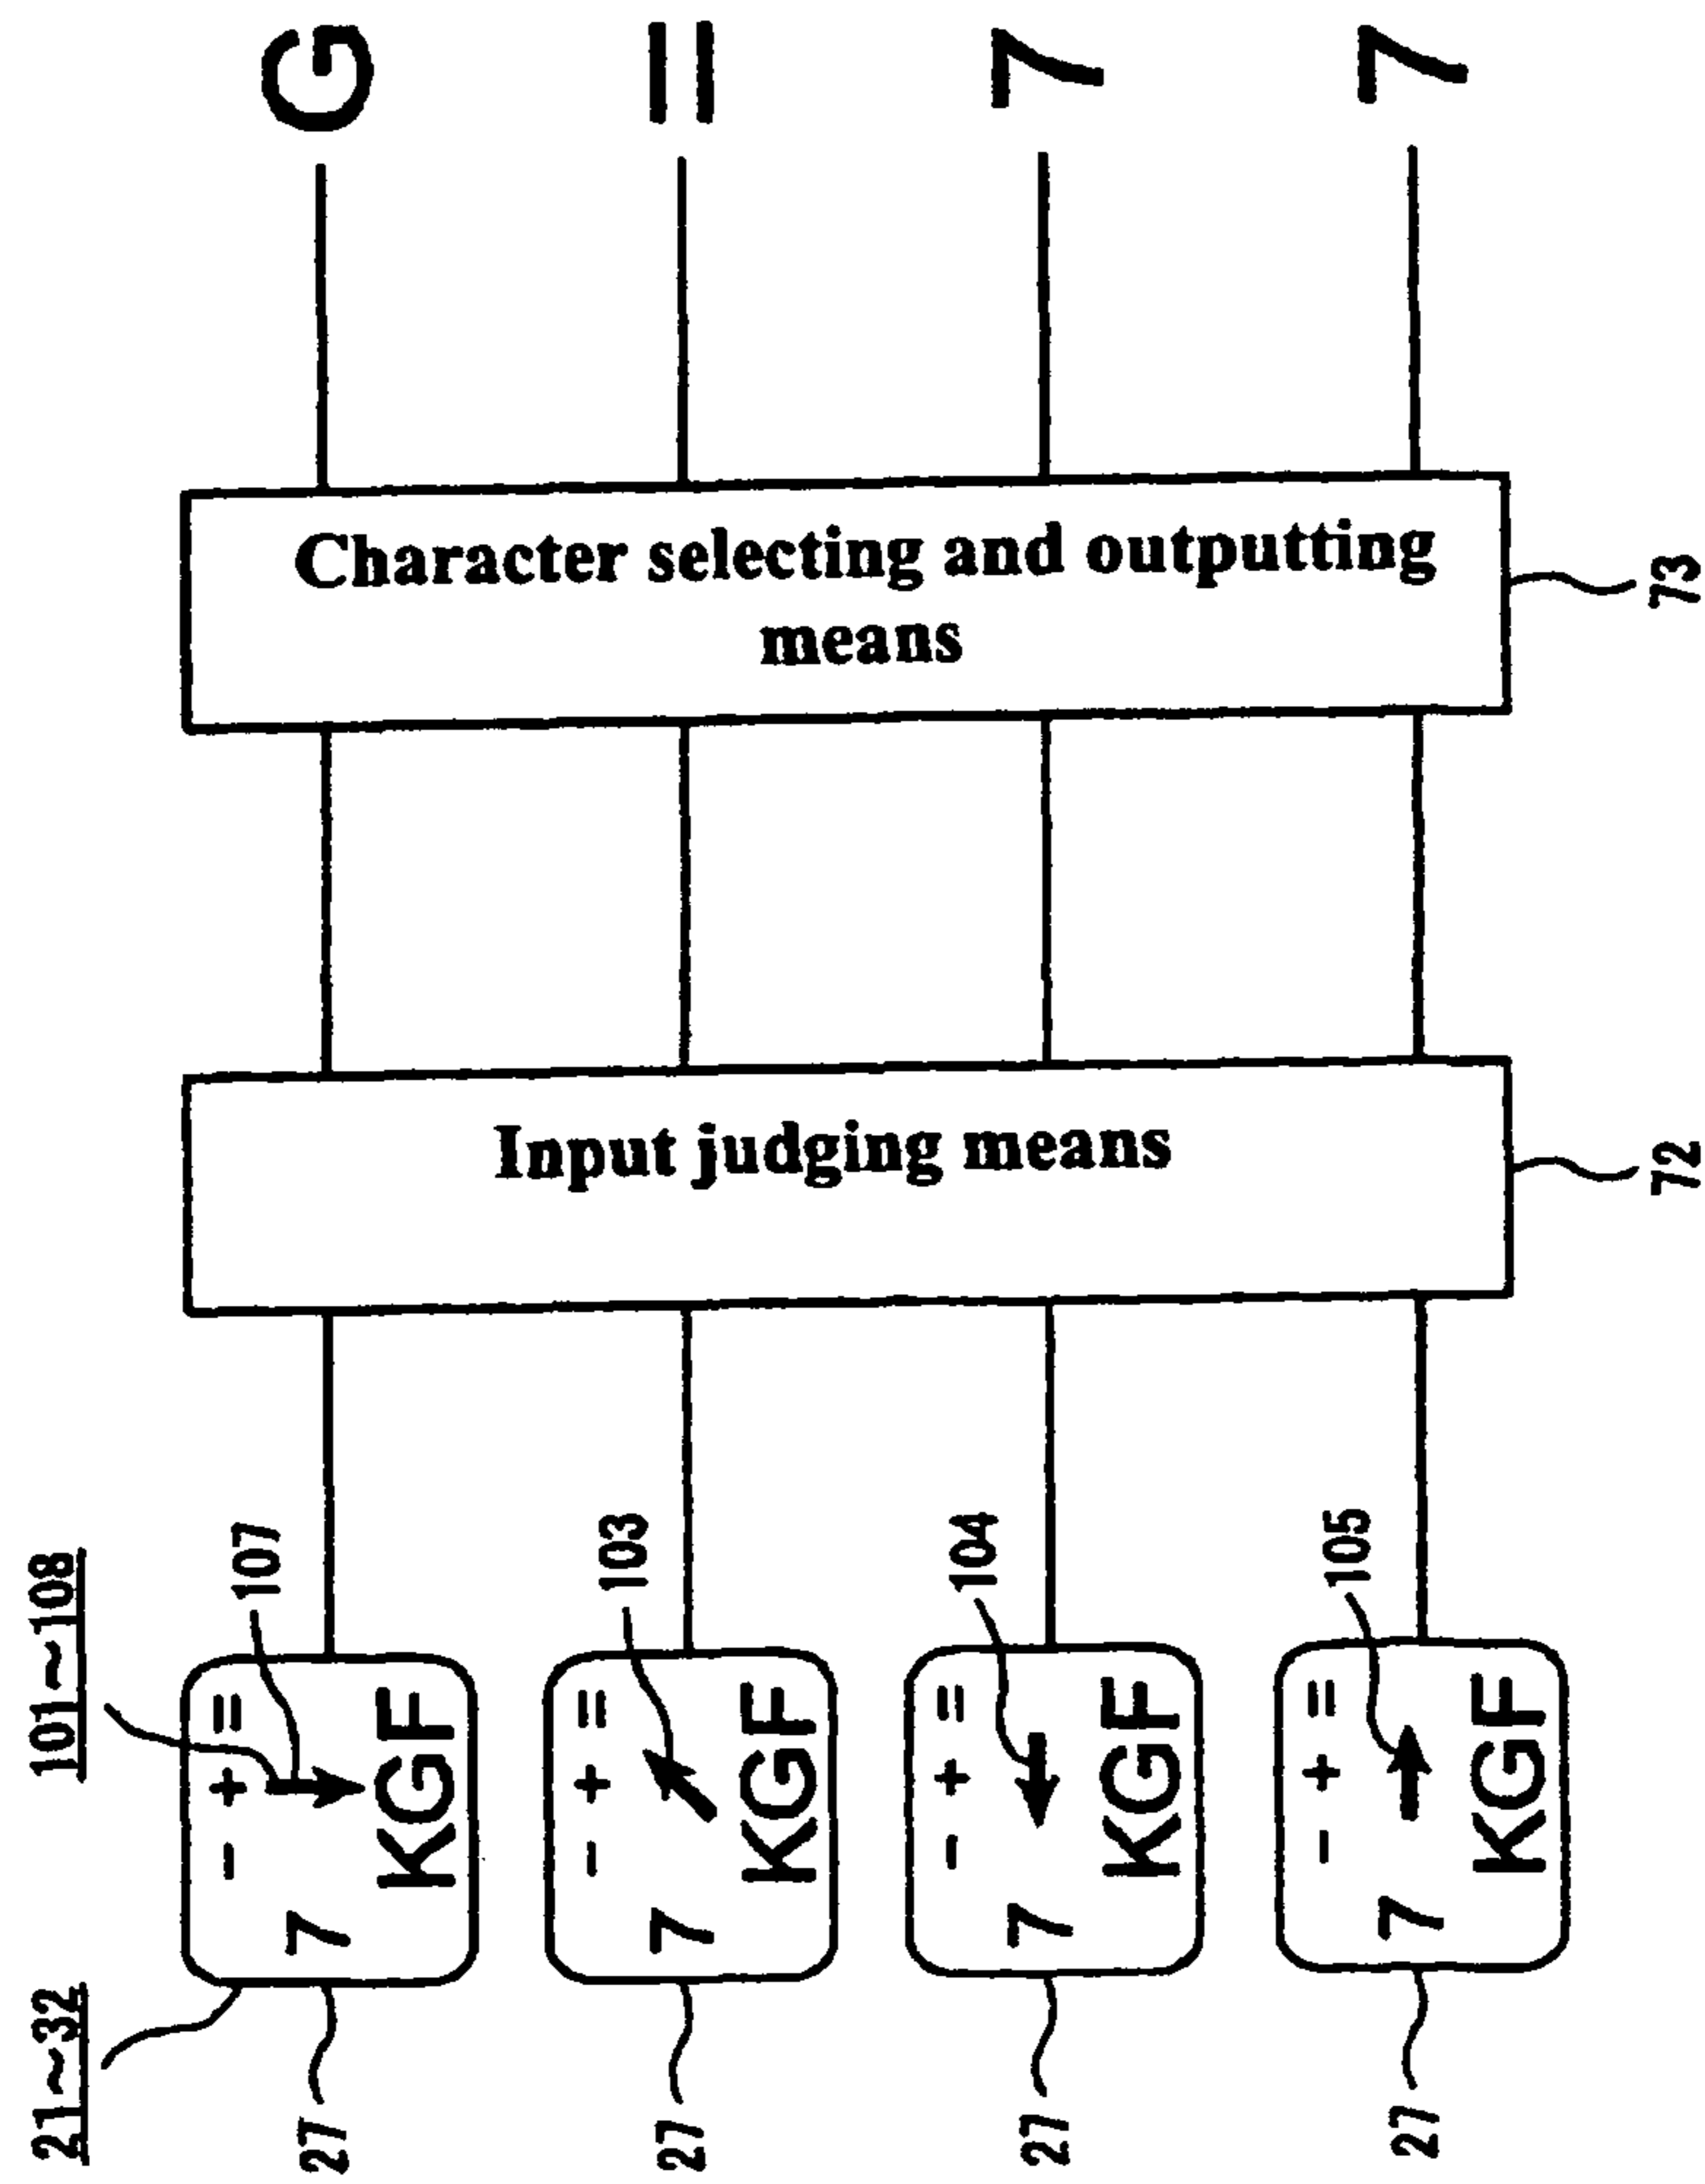 21~32 101~108
107
- + =
7
KGF
27
G
103
- + =
7
KGF
27
=
104
- + =
7
KGF
27
7
105
- + =
7
KGF
27
7
Input judging means
72
Character selecting and outputting
means
73